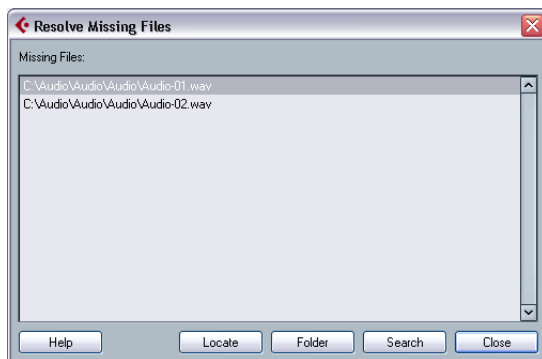 Resolve Missing Files
Missing Files:
C:\Audio\Audio\Audio\Audio-01.wav
C:\Audio\Audio\Audio\Audio-02.wav
Help Locate Folder Search Close